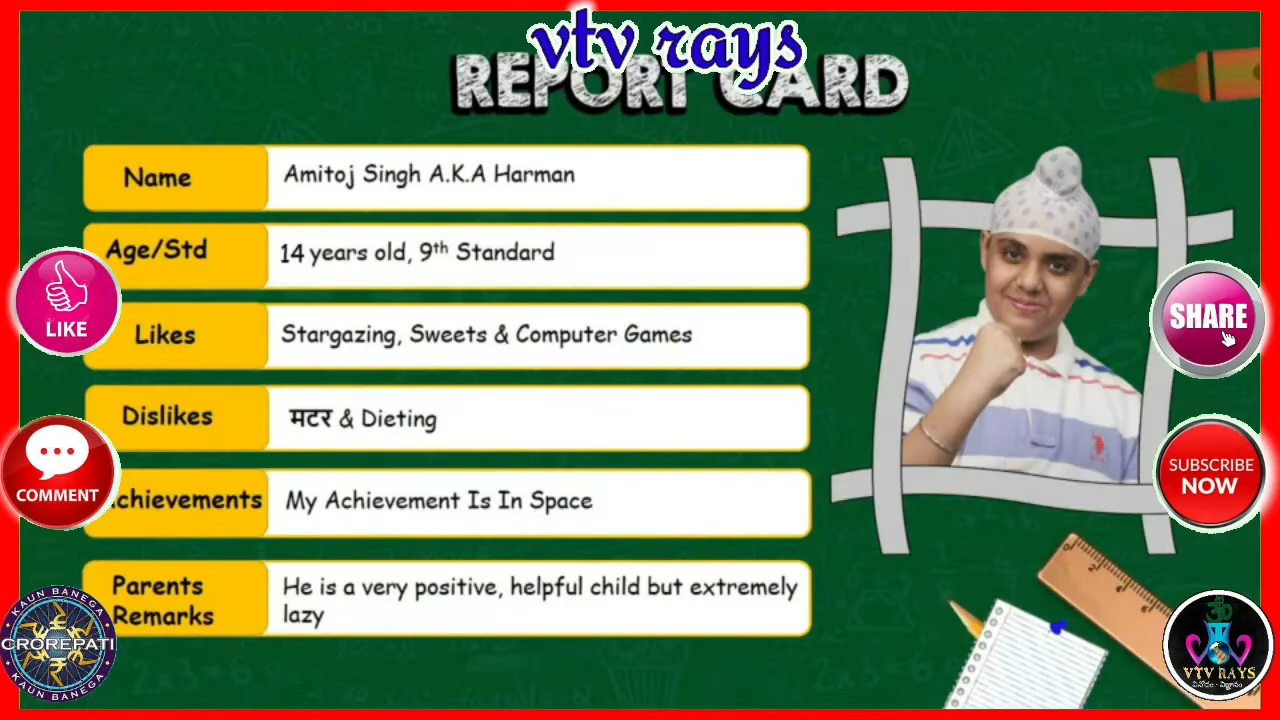 vtv rays
REPORT CARD
Name
Amitoj Singh A.K.A Harman
Age/Std
14 years old, 9th Standard
LIKE
Likes
Stargazing, Sweets & Computer Games
SHARE
Dislikes
मटर & Dieting
COMMENT
chievements
My Achievement Is In Space
SUBSCRIBE
NOW
Parents
Remarks
He is a very positive, helpful child but extremely
lazy
KAUN BANEGA
CROREPATI
KAUN BANEGA
VTV RAYS
వినోదం - విజ్ఞానం